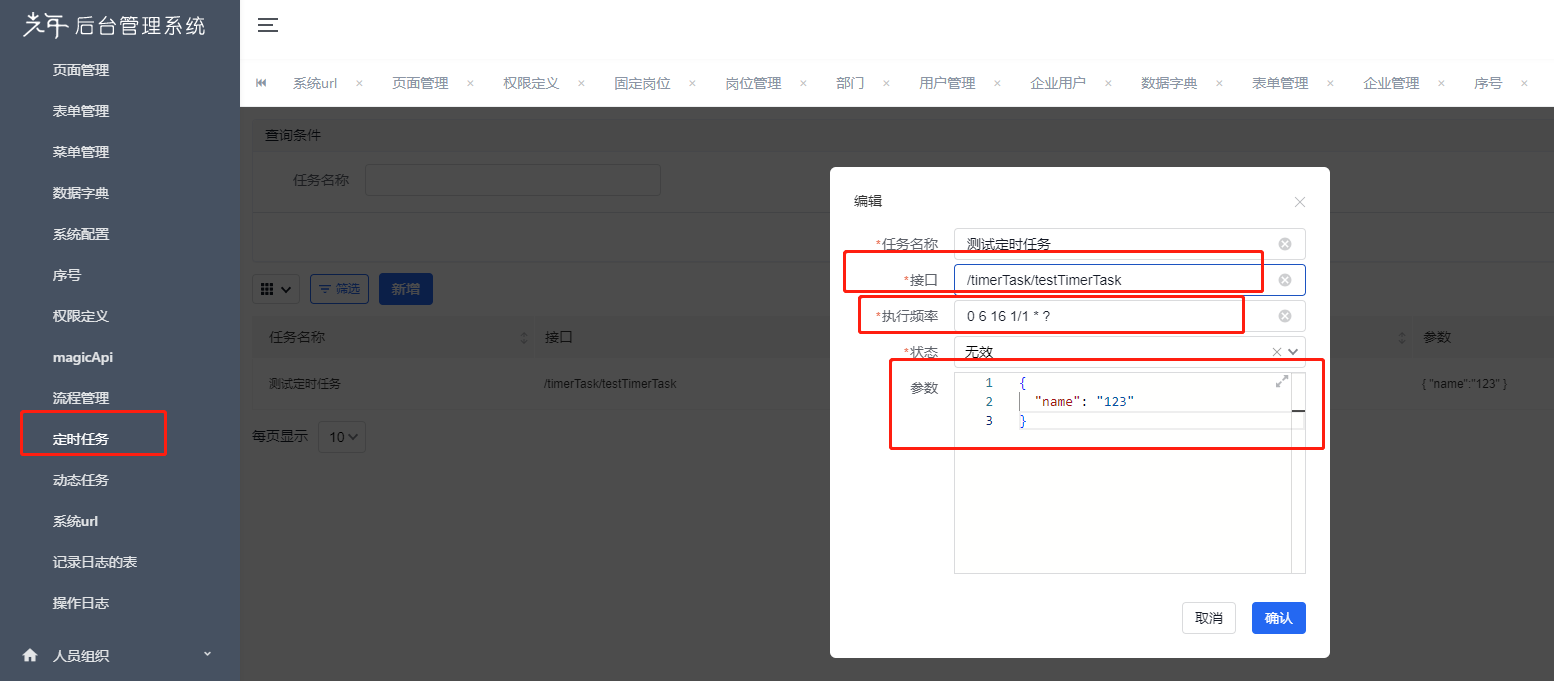 芋后台管理系统
页面管理
表单管理
菜单管理
数据字典
系统配置
序号
权限定义
magicApi
流程管理
定时任务
动态任务
系统url
记录日志的表
操作日志
人员组织
系统url × 页面管理 × 权限定义 × 固定岗位 × 岗位管理 × 部门 × 用户管理 × 企业用户 × 数据字典 × 表单管理 × 企业管理 × 序号 ×
查询条件
任务名称
筛选 新增
任务名称 接口 参数
测试定时任务 /timerTask/testTimerTask { "name":"123" }
每页显示 10
编辑
*任务名称 测试定时任务
*接口 /timerTask/testTimerTask
*执行频率 0 6 16 1/1 * ?
*状态 无效
参数
1 {
2 "name": "123"
3 }
取消 确认